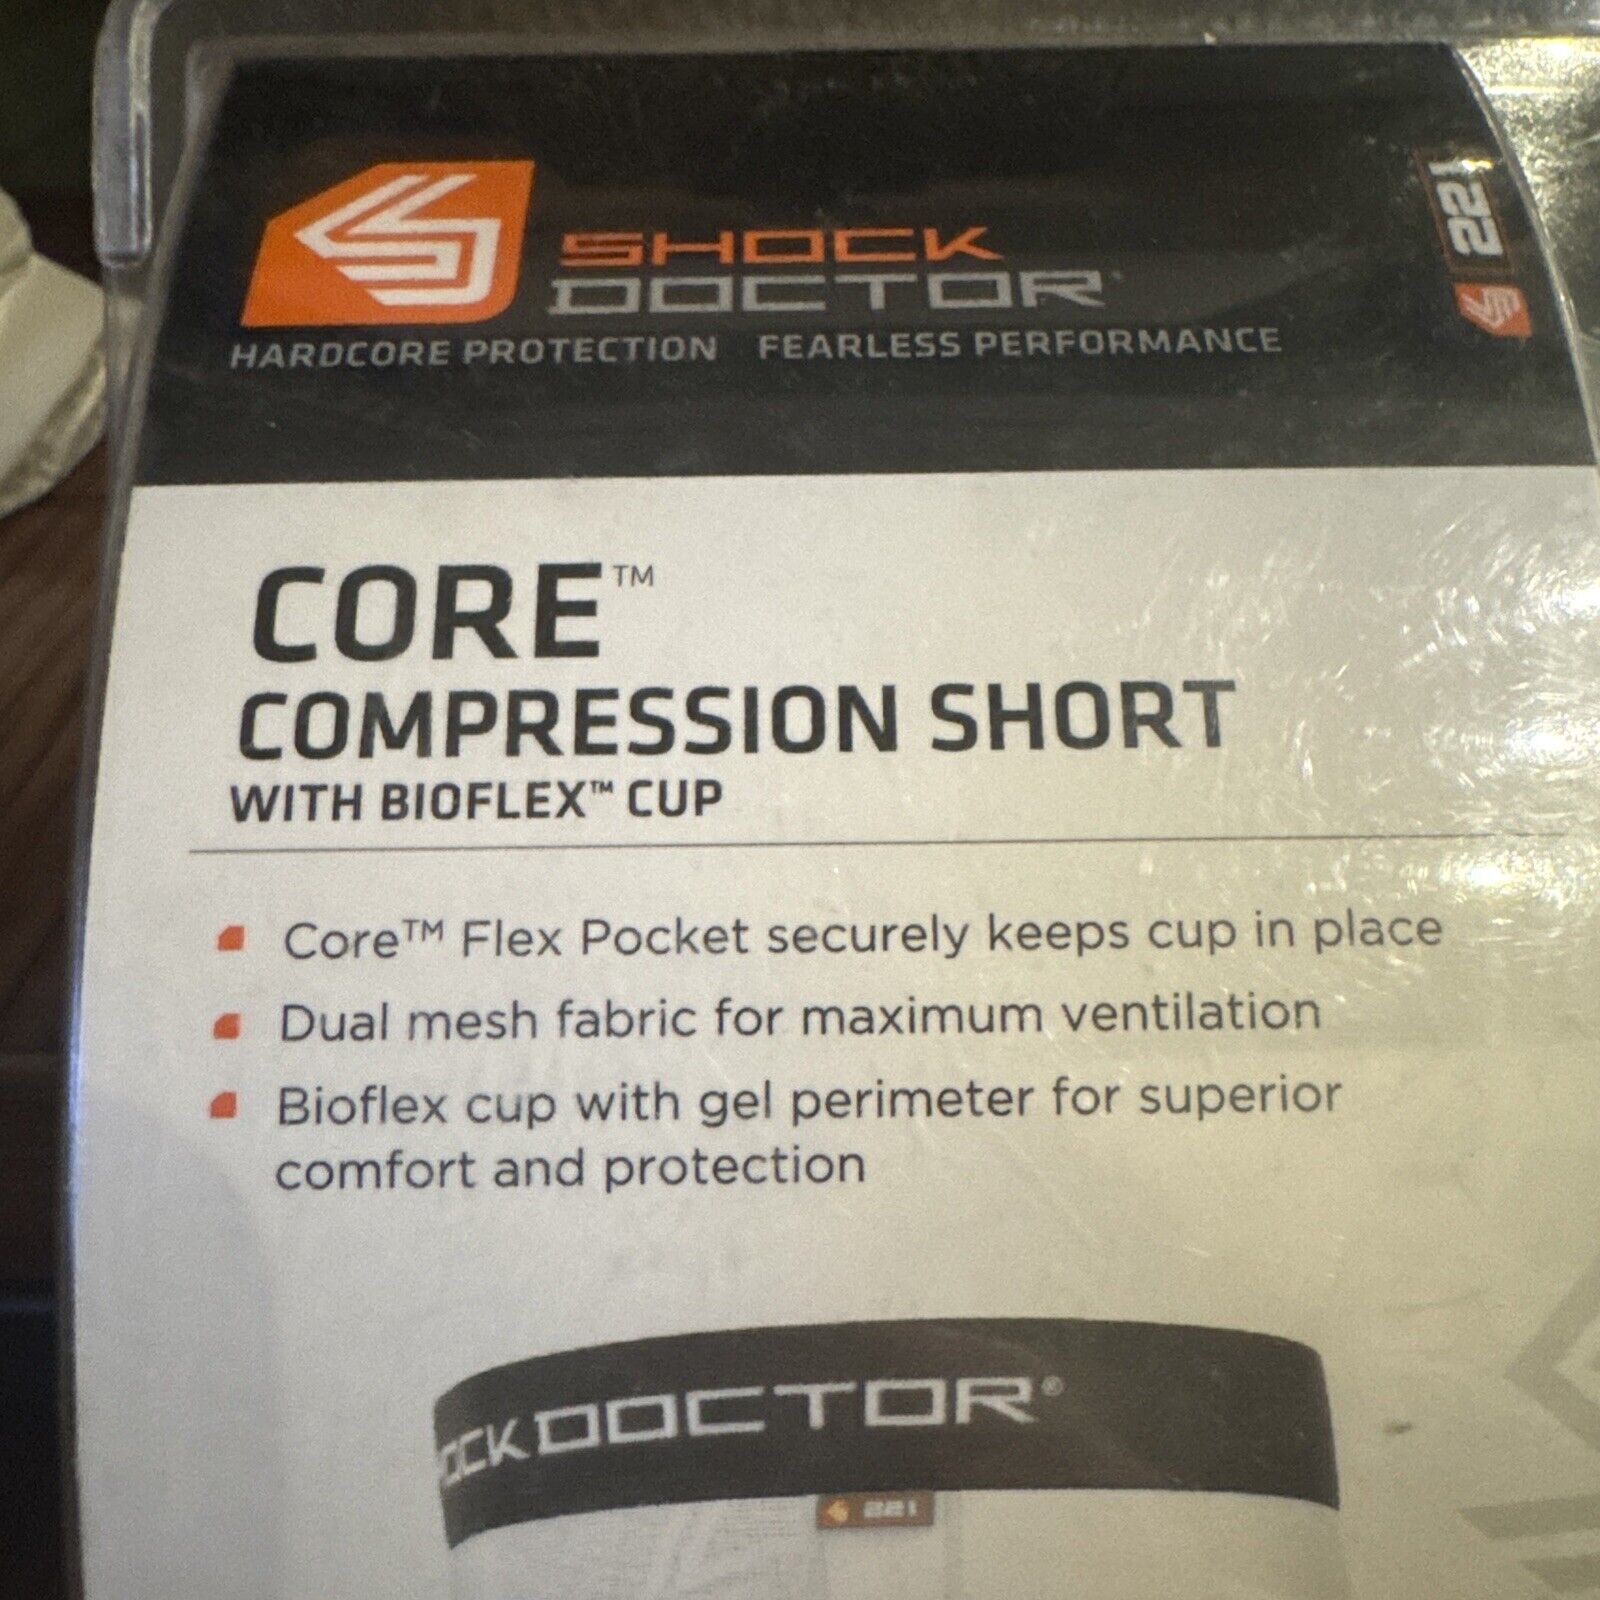 SHOCK
DOCTOR
HARDCORE PROTECTION FEARLESS PERFORMANCE
221
CORE™
COMPRESSION SHORT
WITH BIOFLEX™ CUP
Core™ Flex Pocket securely keeps cup in place
Dual mesh fabric for maximum ventilation
Bioflex cup with gel perimeter for superior
comfort and protection
OCK DOCTOR®
221